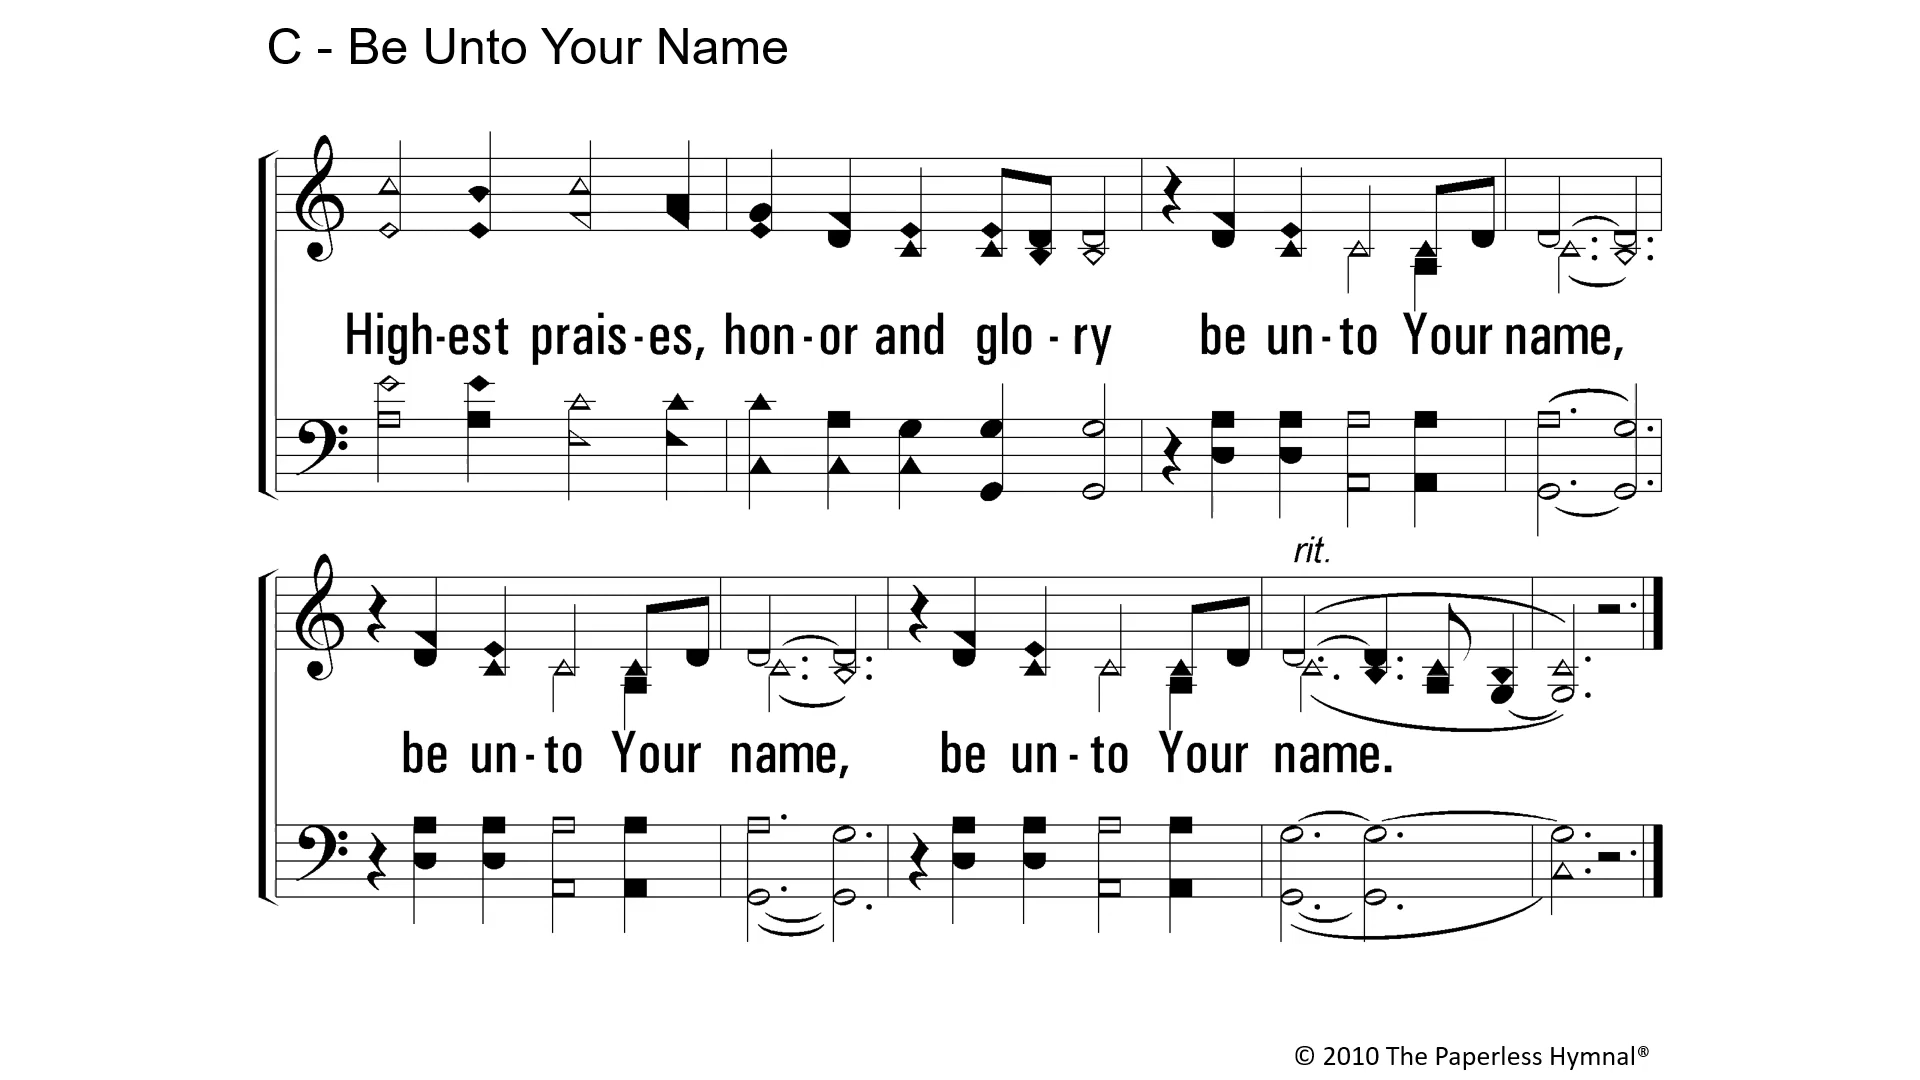 C - Be Unto Your Name
High-est prais-es, hon-or and glo-ry be un-to Your name,
rit.
be un-to Your name, be un-to Your name.
© 2010 The Paperless Hymnal®